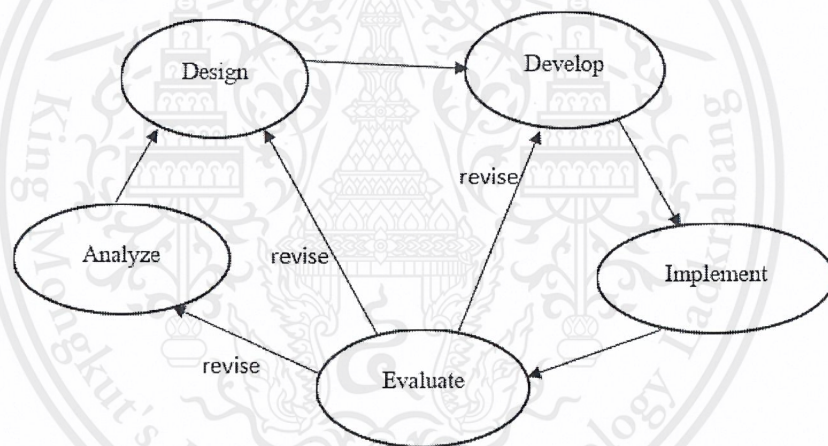 Design
Develop
revise
Analyze
revise
Implement
revise
Evaluate
King Mongkut's
Ladkrabang